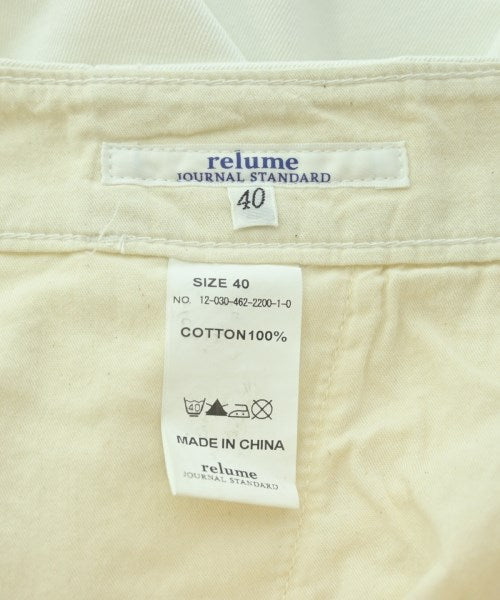 relume
JOURNAL STANDARD
40
SIZE 40
NO. 12-030-462-2200-1-0
COTTON100%
40
MADE IN CHINA
relume
JOURNAL STANDARD